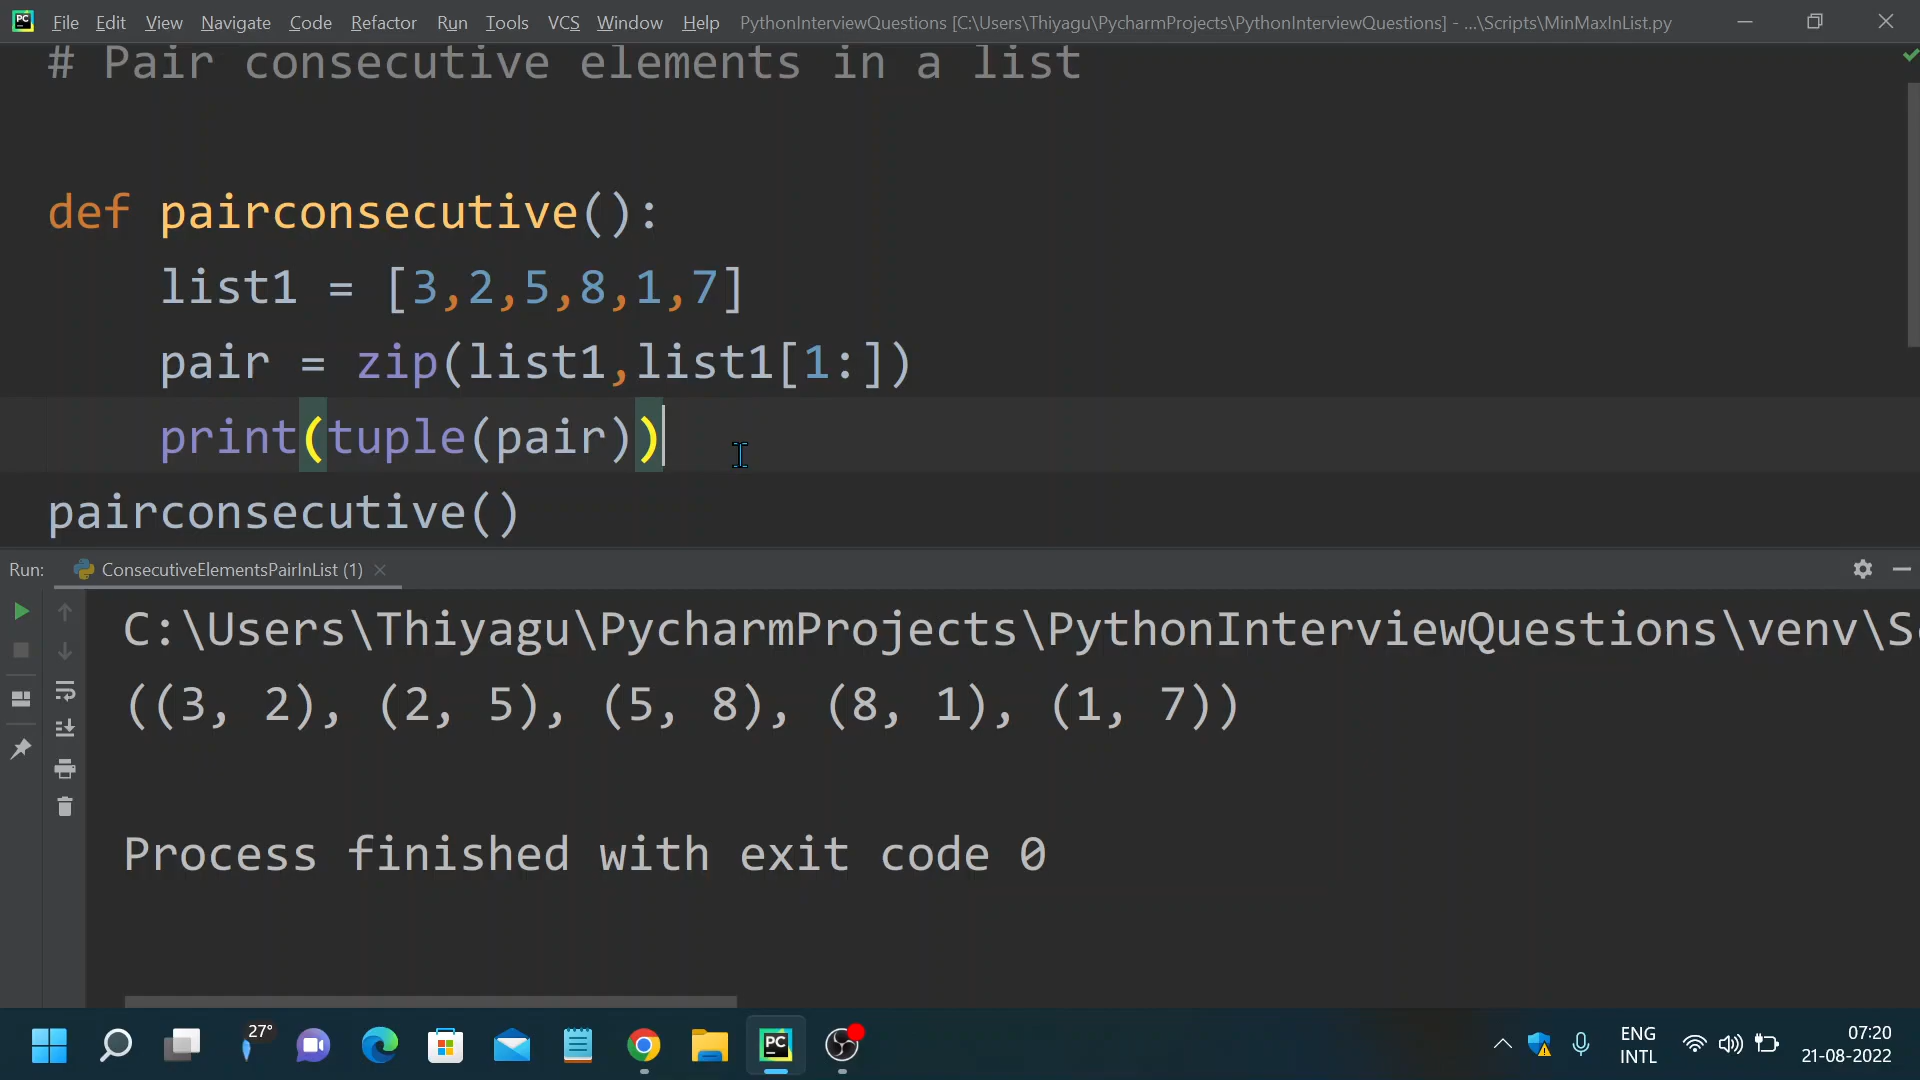 PC File Edit View Navigate Code Refactor Run Tools VCS Window Help PythonInterviewQuestions [C:\Users\Thiyagu\PycharmProjects\PythonInterviewQuestions] - ...\Scripts\MinMaxInList.py
# Pair consecutive elements in a list
def pairconsecutive():
list1 = [3,2,5,8,1,7]
pair = zip(list1,list1[1:])
print(tuple(pair))
pairconsecutive()
Run: ConsecutiveElementsPairInList (1)
C:\Users\Thiyagu\PycharmProjects\PythonInterviewQuestions\venv\S
((3, 2), (2, 5), (5, 8), (8, 1), (1, 7))
Process finished with exit code 0
27°
PC
ENG
INTL
07:20
21-08-2022